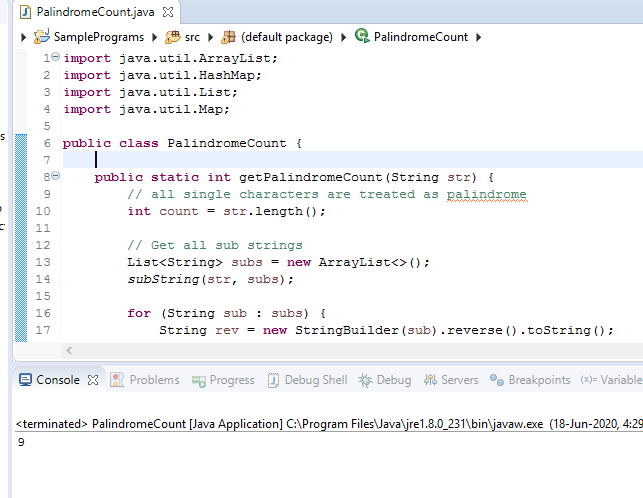 PalindromeCount.java
SamplePrograms src (default package) PalindromeCount
1 import java.util.ArrayList;
2 import java.util.HashMap;
3 import java.util.List;
4 import java.util.Map;
5
6 public class PalindromeCount {
7
8 public static int getPalindromeCount(String str) {
9 // all single characters are treated as palindrome
10 int count = str.length();
11
12 // Get all sub strings
13 List<String> subs = new ArrayList<>();
14 subString(str, subs);
15
16 for (String sub : subs) {
17 String rev = new StringBuilder(sub).reverse().toString();
Console Problems Progress Debug Shell Debug Servers Breakpoints (x)= Variable
<terminated> PalindromeCount [Java Application] C:\Program Files\Java\jre1.8.0_231\bin\javaw.exe (18-Jun-2020, 4:29
9